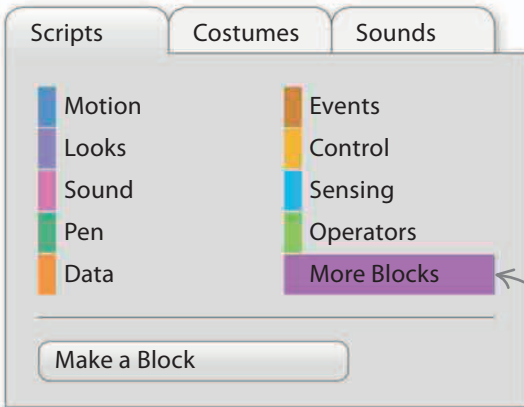 Scripts Costumes Sounds
Motion Events
Looks Control
Sound Sensing
Pen Operators
Data More Blocks
Make a Block